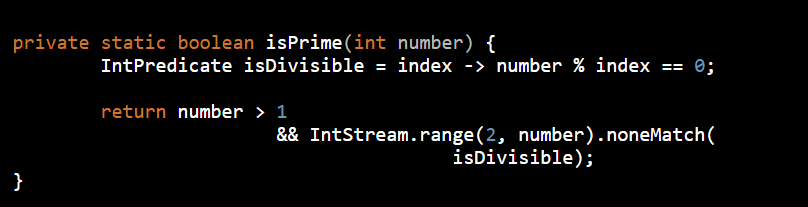 private static boolean isPrime(int number) {
IntPredicate isDivisible = index -> number % index == 0;
return number > 1
&& IntStream.range(2, number).noneMatch(
isDivisible);
}